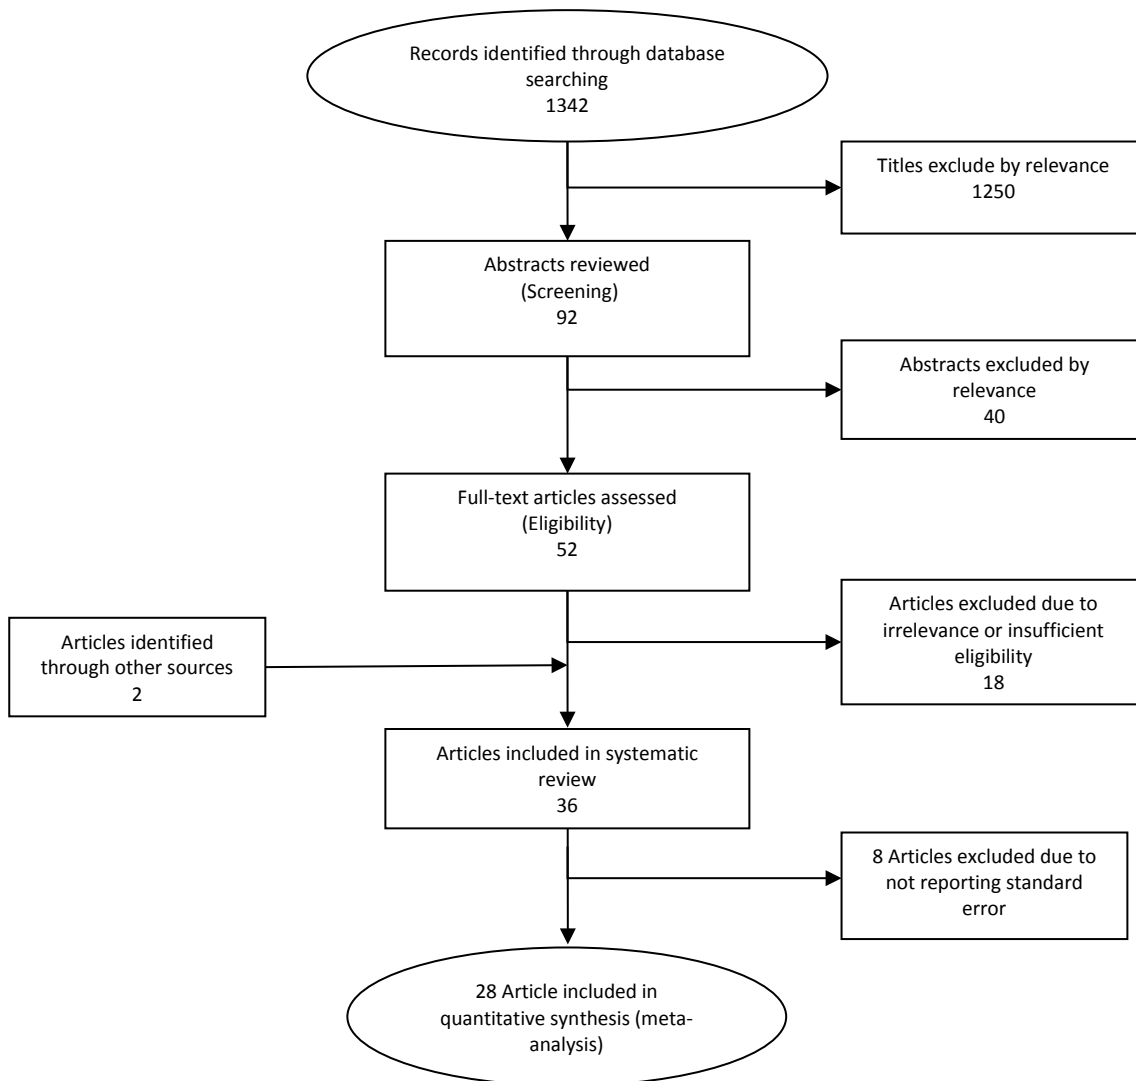 Records identified through database
searching
1342
Titles exclude by relevance
1250
Abstracts reviewed
(Screening)
92
Abstracts excluded by
relevance
40
Full-text articles assessed
(Eligibility)
52
Articles excluded due to
irrelevance or insufficient
eligibility
18
Articles identified
through other sources
2
Articles included in systematic
review
36
8 Articles excluded due to
not reporting standard
error
28 Article included in
quantitative synthesis (meta-
analysis)